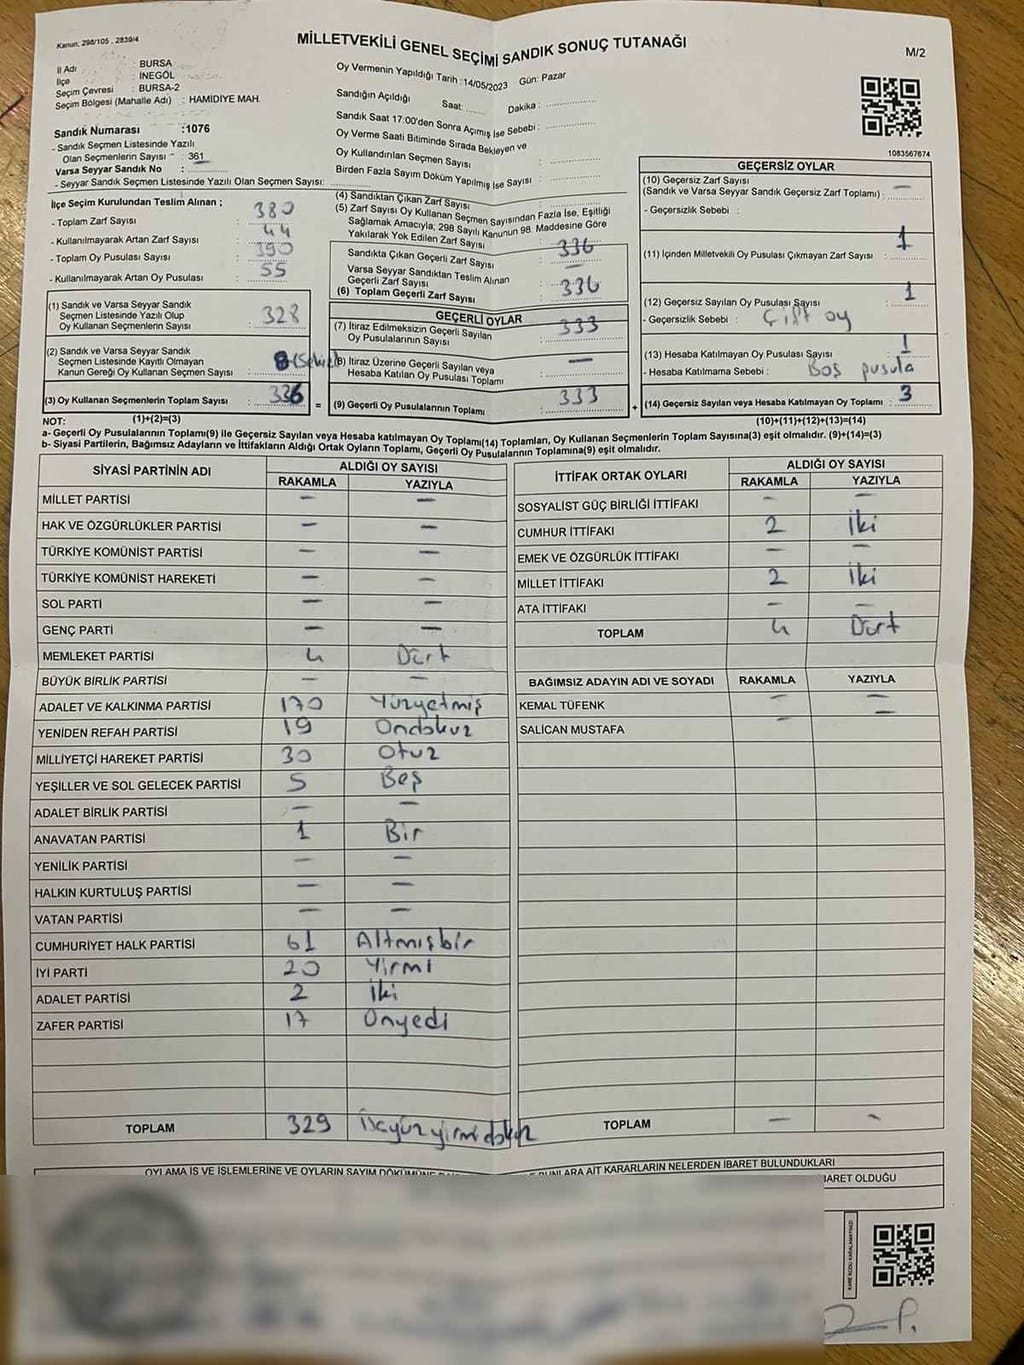 Kanun: 298/105 , 2839/4
MİLLETVEKİLİ GENEL SEÇİMİ SANDIK SONUÇ TUTANAĞI
M/2
İl Adı : BURSA
İlçe : İNEGÖL
Seçim Çevresi : BURSA-2
Seçim Bölgesi (Mahalle Adı) : HAMİDİYE MAH.
Sandık Numarası :1076
- Sandık Seçmen Listesinde Yazılı
Olan Seçmenlerin Sayısı : 361
Varsa Seyyar Sandık No :
- Seyyar Sandık Seçmen Listesinde Yazılı Olan Seçmen Sayısı:
Oy Vermenin Yapıldığı Tarih :14/05/2023 Gün: Pazar
Sandığın Açıldığı Saat: Dakika :
Sandık Saat 17:00'den Sonra Açılmış İse Sebebi :
Oy Verme Saati Bitiminde Sırada Bekleyen ve
Oy Kullandırılan Seçmen Sayısı :
Birden Fazla Sayım Döküm Yapılmış İse Sayısı :
1083567674
İlçe Seçim Kurulundan Teslim Alınan ;
- Toplam Zarf Sayısı : 380
- Kullanılmayarak Artan Zarf Sayısı : 44
- Toplam Oy Pusulası Sayısı : 390
- Kullanılmayarak Artan Oy Pusulası : 55
(1) Sandık ve Varsa Seyyar Sandık
Seçmen Listesinde Yazılı Olup
Oy Kullanan Seçmenlerin Sayısı : 328
(2) Sandık ve Varsa Seyyar Sandık
Seçmen Listesinde Kayıtlı Olmayan
Kanun Gereği Oy Kullanan Seçmen Sayısı : 8 (Sekiz)
(3) Oy Kullanan Seçmenlerin Toplam Sayısı : 336
(1)+(2)=(3)
(4) Sandıktan Çıkan Zarf Sayısı :
(5) Zarf Sayısı Oy Kullanan Seçmen Sayısından Fazla İse, Eşitliği
Sağlamak Amacıyla; 298 Sayılı Kanunun 98. Maddesine Göre
Yakılarak Yok Edilen Zarf Sayısı :
Sandıkta Çıkan Geçerli Zarf Sayısı : 336
Varsa Seyyar Sandıktan Teslim Alınan
Geçerli Zarf Sayısı : —
(6) Toplam Geçerli Zarf Sayısı : 336
GEÇERLİ OYLAR
(7) İtiraz Edilmeksizin Geçerli Sayılan
Oy Pusulalarının Sayısı : 333
(8) İtiraz Üzerine Geçerli Sayılan veya
Hesaba Katılan Oy Pusulası Toplamı : —
= (9) Geçerli Oy Pusulalarının Toplamı : 333
GEÇERSİZ OYLAR
(10) Geçersiz Zarf Sayısı
(Sandık ve Varsa Seyyar Sandık Geçersiz Zarf Toplamı) : —
- Geçersizlik Sebebi :
(11) İçinden Milletvekili Oy Pusulası Çıkmayan Zarf Sayısı : 1
(12) Geçersiz Sayılan Oy Pusulası Sayısı : 1
- Geçersizlik Sebebi : Çift oy
(13) Hesaba Katılmayan Oy Pusulası Sayısı : 1
- Hesaba Katılmama Sebebi : Boş pusula
+ (14) Geçersiz Sayılan veya Hesaba Katılmayan Oy Toplamı : 3
(10)+(11)+(12)+(13)=(14)
NOT:
a- Geçerli Oy Pusulalarının Toplamı(9) ile Geçersiz Sayılan veya Hesaba katılmayan Oy Toplamı(14) Toplamları, Oy Kullanan Seçmenlerin Toplam Sayısına(3) eşit olmalıdır. (9)+(14)=(3)
b- Siyasi Partilerin, Bağımsız Adayların ve İttifakların Aldığı Ortak Oyların Toplamı, Geçerli Oy Pusulalarının Toplamına(9) eşit olmalıdır.
SİYASİ PARTİNİN ADI ALDIĞI OY SAYISI
RAKAMLA YAZIYLA
MİLLET PARTİSİ — —
HAK VE ÖZGÜRLÜKLER PARTİSİ — —
TÜRKİYE KOMÜNİST PARTİSİ — —
TÜRKİYE KOMÜNİST HAREKETİ — —
SOL PARTİ — —
GENÇ PARTİ — —
MEMLEKET PARTİSİ 4 Dört
BÜYÜK BİRLİK PARTİSİ — —
ADALET VE KALKINMA PARTİSİ 170 Yüzyetmiş
YENİDEN REFAH PARTİSİ 19 Ondokuz
MİLLİYETÇİ HAREKET PARTİSİ 30 Otuz
YEŞİLLER VE SOL GELECEK PARTİSİ 5 Beş
ADALET BİRLİK PARTİSİ — —
ANAVATAN PARTİSİ 1 Bir
YENİLİK PARTİSİ — —
HALKIN KURTULUŞ PARTİSİ — —
VATAN PARTİSİ — —
CUMHURİYET HALK PARTİSİ 61 Altmışbir
İYİ PARTİ 20 Yirmi
ADALET PARTİSİ 2 İki
ZAFER PARTİSİ 17 Onyedi
TOPLAM 329 Üçyüzyirmidokuz
İTTİFAK ORTAK OYLARI ALDIĞI OY SAYISI
RAKAMLA YAZIYLA
SOSYALİST GÜÇ BİRLİĞİ İTTİFAKI — —
CUMHUR İTTİFAKI 2 İki
EMEK VE ÖZGÜRLÜK İTTİFAKI — —
MİLLET İTTİFAKI 2 İki
ATA İTTİFAKI — —
TOPLAM 4 Dört
BAĞIMSIZ ADAYIN ADI VE SOYADI RAKAMLA YAZIYLA
KEMAL TÜFENK — —
SALİCAN MUSTAFA — —
TOPLAM — —
OYLAMA İŞ VE İŞLEMLERİNE VE OYLARIN SAYIM DÖKÜMÜNE
BUNLARA AİT KARARLARIN NELERDEN İBARET BULUNDUKLARI
İBARET OLDUĞU
KARE KODU KARALAMAYINIZ!